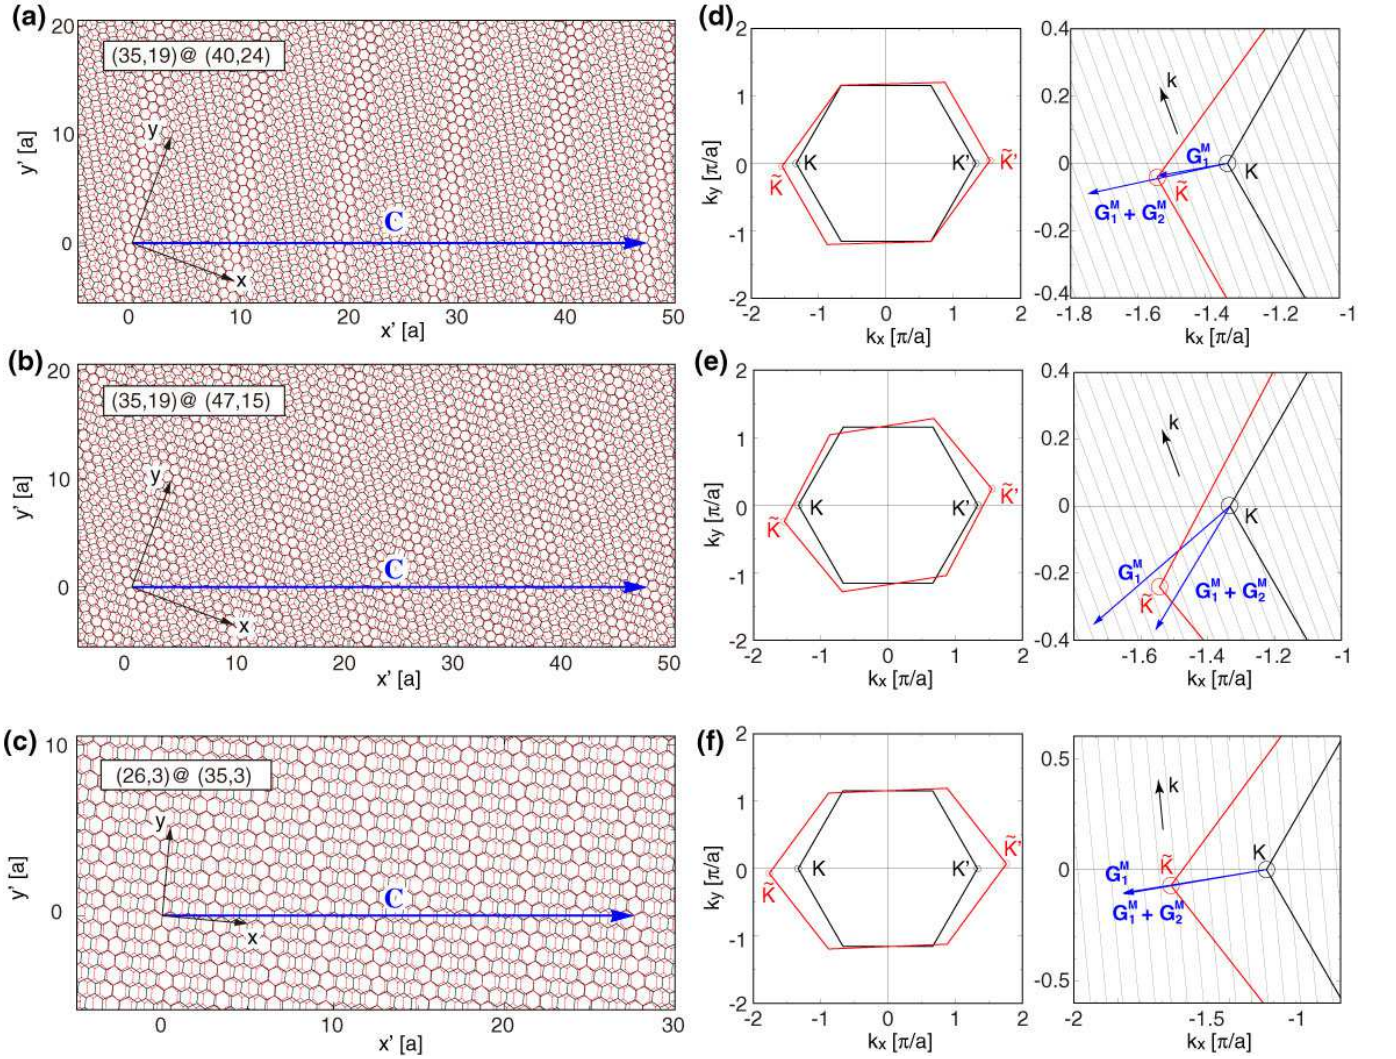 (a)
20
(35,19)@ (40,24)
y
10
y' [a]
C
0
x
0 10 20 30 40 50
x' [a]
(d)
2
1
K K'
K̃ K̃'
0
ky [π/a]
-1
-2
-2 -1 0 1 2
kx [π/a]
0.4
k
0.2
G₁ᴹ
0
K
K̃
G₁ᴹ + G₂ᴹ
-0.2
-0.4
-1.8 -1.6 -1.4 -1.2 -1
kx [π/a]
(b)
20
(35,19)@ (47,15)
y
10
y' [a]
C
0
x
0 10 20 30 40 50
x' [a]
(e)
2
1
K K'
K̃ K̃'
0
ky [π/a]
-1
-2
-2 -1 0 1 2
kx [π/a]
0.4
k
0.2
0
K
G₁ᴹ
K̃
G₁ᴹ + G₂ᴹ
-0.2
-0.4
-1.6 -1.4 -1.2 -1
kx [π/a]
(c)
10
(26,3)@ (35,3)
y
y' [a]
C
0
x
0 10 20 30
x' [a]
(f)
2
1
K K'
K̃ K̃'
0
ky [π/a]
-1
-2
-2 -1 0 1 2
kx [π/a]
0.5
k
K̃
K
0
G₁ᴹ
G₁ᴹ + G₂ᴹ
-0.5
-2 -1.5 -1
kx [π/a]